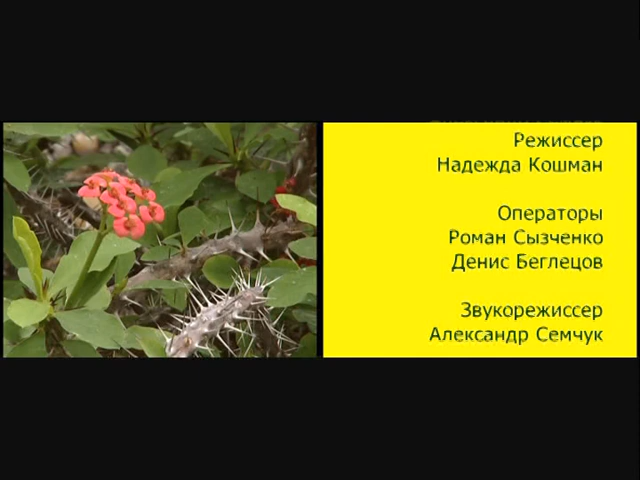 Режиссер
Надежда Кошман
Операторы
Роман Сызченко
Денис Беглецов
Звукорежиссер
Александр Семчук